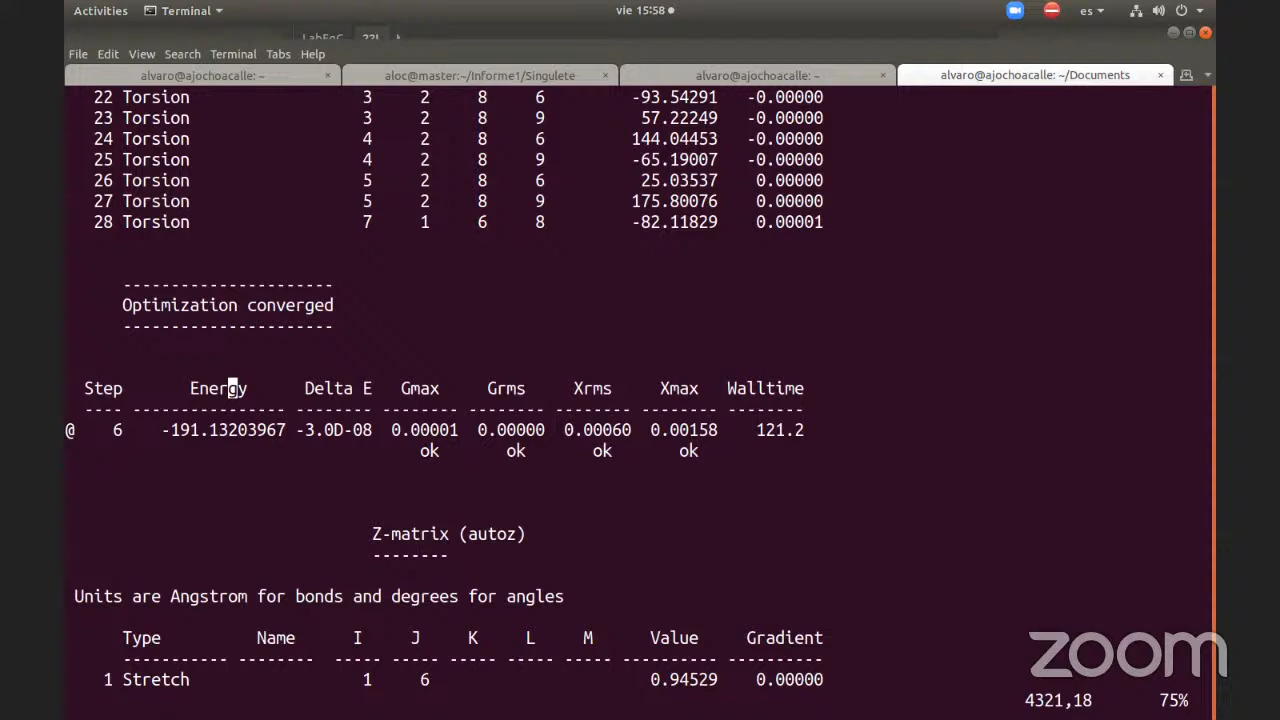 Activities Terminal vie 15:58 es
File Edit View Search Terminal Tabs Help
alvaro@ajochoacalle: ~ × aloc@master:~/Informe1/Singulete × alvaro@ajochoacalle: ~ × alvaro@ajochoacalle: ~/Documents ×
22 Torsion 3 2 8 6 -93.54291 -0.00000
23 Torsion 3 2 8 9 57.22249 -0.00000
24 Torsion 4 2 8 6 144.04453 -0.00000
25 Torsion 4 2 8 9 -65.19007 -0.00000
26 Torsion 5 2 8 6 25.03537 0.00000
27 Torsion 5 2 8 9 175.80076 0.00000
28 Torsion 7 1 6 8 -82.11829 0.00001
----------------------
Optimization converged
----------------------
Step Energy Delta E Gmax Grms Xrms Xmax Walltime
---- ---------------- -------- -------- -------- -------- -------- --------
@ 6 -191.13203967 -3.0D-08 0.00001 0.00000 0.00060 0.00158 121.2
ok ok ok ok
Z-matrix (autoz)
--------
Units are Angstrom for bonds and degrees for angles
Type Name I J K L M Value Gradient
----------- -------- ----- ----- ----- ----- ----- ---------- ----------
1 Stretch 1 6 0.94529 0.00000
zoom
4321,18 75%